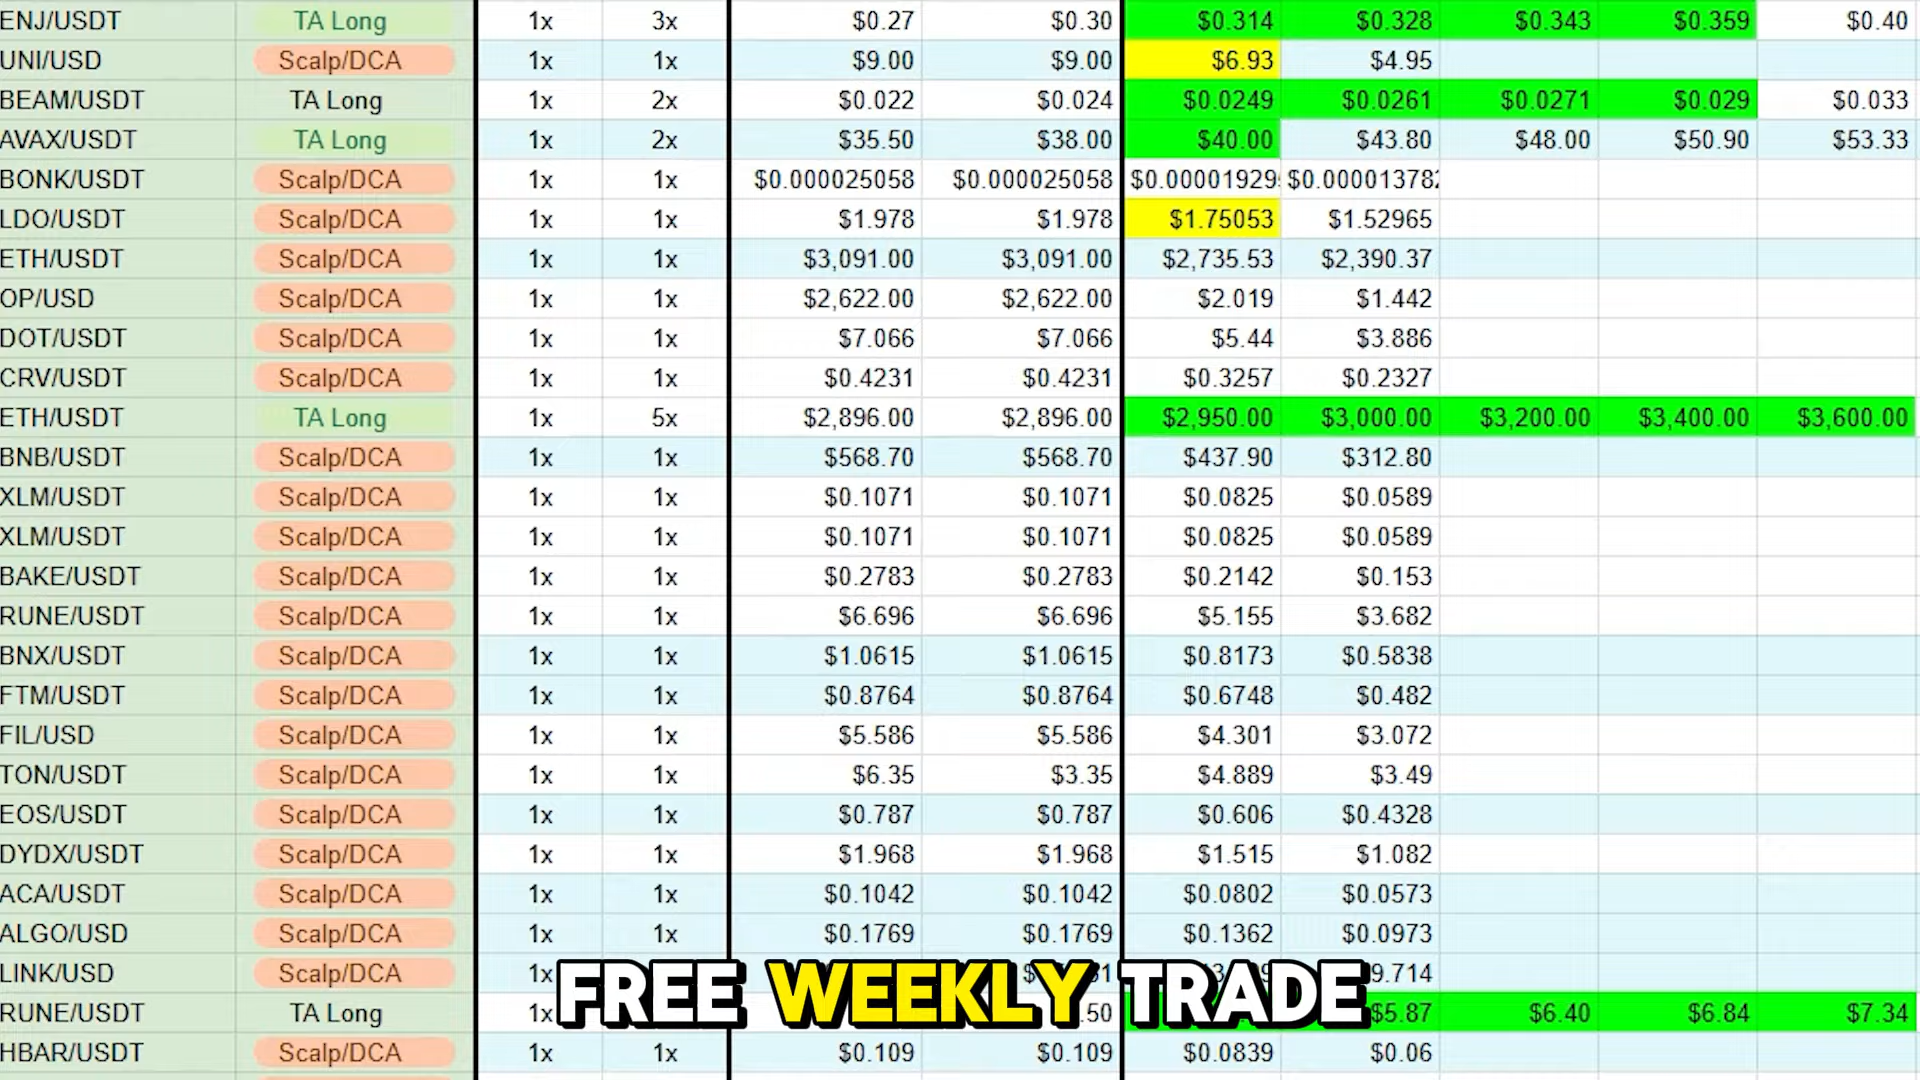 ENJ/USDT TA Long 1x 3x $0.27 $0.30 $0.314 $0.328 $0.343 $0.359 $0.40
UNI/USD Scalp/DCA 1x 1x $9.00 $9.00 $6.93 $4.95
BEAM/USDT TA Long 1x 2x $0.022 $0.024 $0.0249 $0.0261 $0.0271 $0.029 $0.033
AVAX/USDT TA Long 1x 2x $35.50 $38.00 $40.00 $43.80 $48.00 $50.90 $53.33
BONK/USDT Scalp/DCA 1x 1x $0.000025058 $0.000025058 $0.00001929 $0.00001378
LDO/USDT Scalp/DCA 1x 1x $1.978 $1.978 $1.75053 $1.52965
ETH/USDT Scalp/DCA 1x 1x $3,091.00 $3,091.00 $2,735.53 $2,390.37
OP/USD Scalp/DCA 1x 1x $2,622.00 $2,622.00 $2.019 $1.442
DOT/USDT Scalp/DCA 1x 1x $7.066 $7.066 $5.44 $3.886
CRV/USDT Scalp/DCA 1x 1x $0.4231 $0.4231 $0.3257 $0.2327
ETH/USDT TA Long 1x 5x $2,896.00 $2,896.00 $2,950.00 $3,000.00 $3,200.00 $3,400.00 $3,600.00
BNB/USDT Scalp/DCA 1x 1x $568.70 $568.70 $437.90 $312.80
XLM/USDT Scalp/DCA 1x 1x $0.1071 $0.1071 $0.0825 $0.0589
XLM/USDT Scalp/DCA 1x 1x $0.1071 $0.1071 $0.0825 $0.0589
BAKE/USDT Scalp/DCA 1x 1x $0.2783 $0.2783 $0.2142 $0.153
RUNE/USDT Scalp/DCA 1x 1x $6.696 $6.696 $5.155 $3.682
BNX/USDT Scalp/DCA 1x 1x $1.0615 $1.0615 $0.8173 $0.5838
FTM/USDT Scalp/DCA 1x 1x $0.8764 $0.8764 $0.6748 $0.482
FIL/USD Scalp/DCA 1x 1x $5.586 $5.586 $4.301 $3.072
TON/USDT Scalp/DCA 1x 1x $6.35 $3.35 $4.889 $3.49
EOS/USDT Scalp/DCA 1x 1x $0.787 $0.787 $0.606 $0.4328
DYDX/USDT Scalp/DCA 1x 1x $1.968 $1.968 $1.515 $1.082
ACA/USDT Scalp/DCA 1x 1x $0.1042 $0.1042 $0.0802 $0.0573
ALGO/USD Scalp/DCA 1x 1x $0.1769 $0.1769 $0.1362 $0.0973
LINK/USD Scalp/DCA 1x 9.714
FREE WEEKLY TRADE
RUNE/USDT TA Long 1x .50 $5.87 $6.40 $6.84 $7.34
HBAR/USDT Scalp/DCA 1x 1x $0.109 $0.109 $0.0839 $0.06